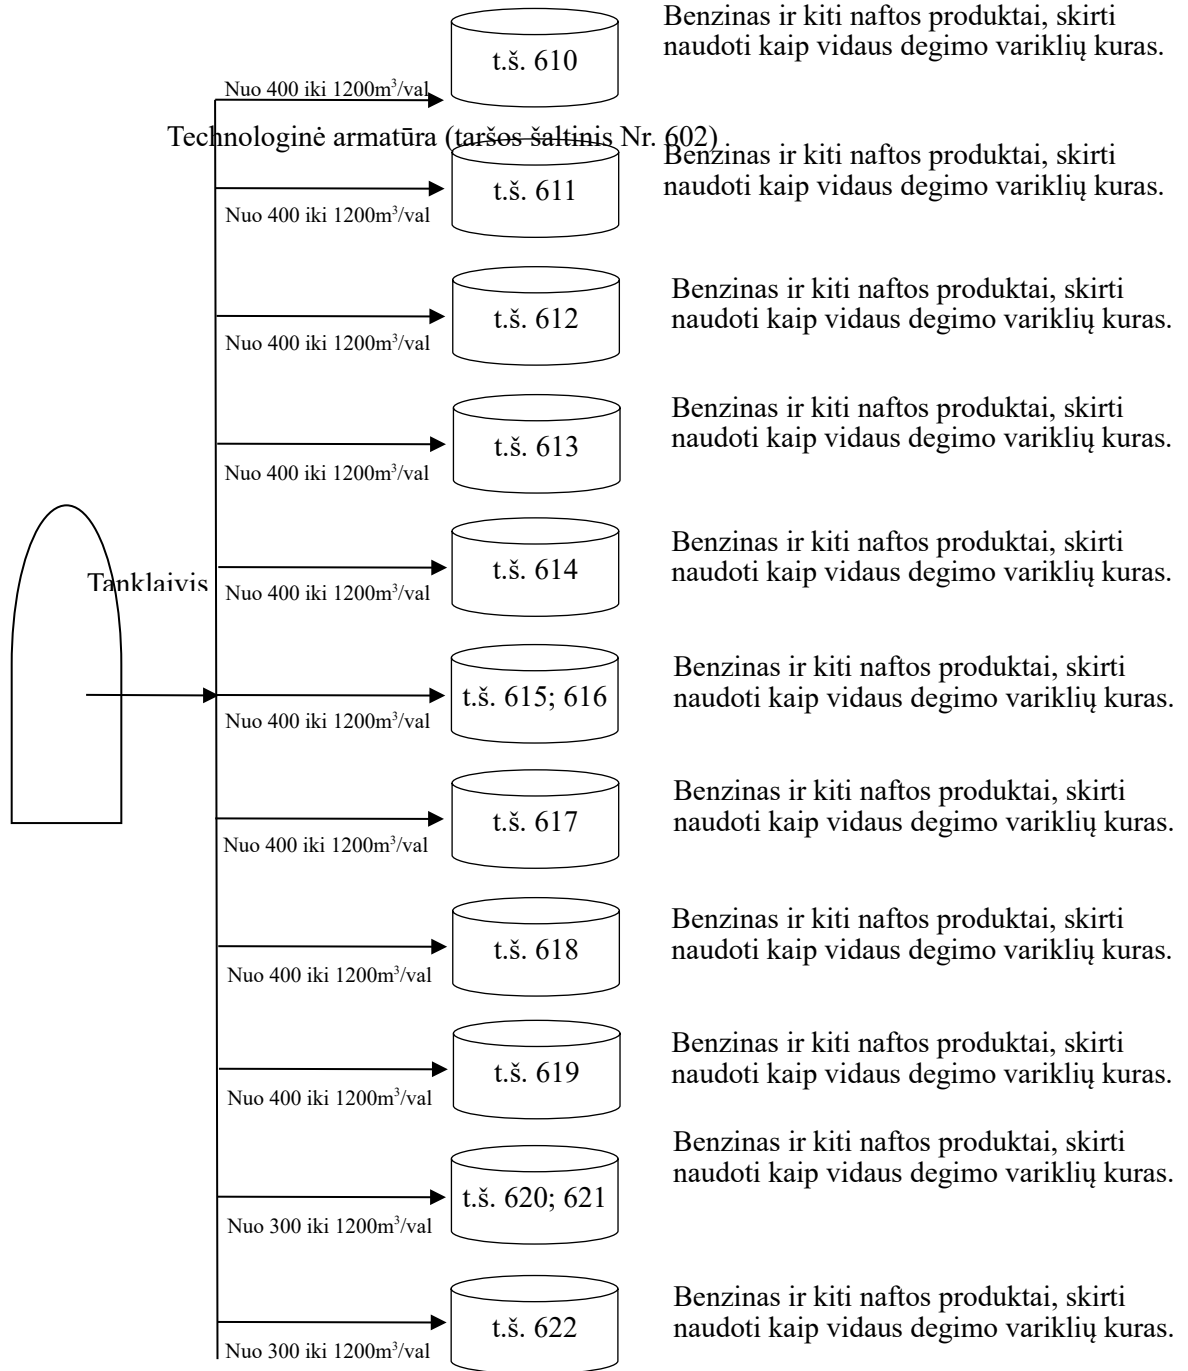 Benzinas ir kiti naftos produktai, skirti
naudoti kaip vidaus degimo variklių kuras.
t.š. 610
Nuo 400 iki 1200m³/val
Technologinė armatūra (taršos šaltinis Nr. 602)
Benzinas ir kiti naftos produktai, skirti
naudoti kaip vidaus degimo variklių kuras.
t.š. 611
Nuo 400 iki 1200m³/val
Benzinas ir kiti naftos produktai, skirti
naudoti kaip vidaus degimo variklių kuras.
t.š. 612
Nuo 400 iki 1200m³/val
Benzinas ir kiti naftos produktai, skirti
naudoti kaip vidaus degimo variklių kuras.
t.š. 613
Nuo 400 iki 1200m³/val
Benzinas ir kiti naftos produktai, skirti
naudoti kaip vidaus degimo variklių kuras.
t.š. 614
Tanklaivis
Nuo 400 iki 1200m³/val
Benzinas ir kiti naftos produktai, skirti
naudoti kaip vidaus degimo variklių kuras.
t.š. 615; 616
Nuo 400 iki 1200m³/val
Benzinas ir kiti naftos produktai, skirti
naudoti kaip vidaus degimo variklių kuras.
t.š. 617
Nuo 400 iki 1200m³/val
Benzinas ir kiti naftos produktai, skirti
naudoti kaip vidaus degimo variklių kuras.
t.š. 618
Nuo 400 iki 1200m³/val
Benzinas ir kiti naftos produktai, skirti
naudoti kaip vidaus degimo variklių kuras.
t.š. 619
Nuo 400 iki 1200m³/val
Benzinas ir kiti naftos produktai, skirti
naudoti kaip vidaus degimo variklių kuras.
t.š. 620; 621
Nuo 300 iki 1200m³/val
Benzinas ir kiti naftos produktai, skirti
naudoti kaip vidaus degimo variklių kuras.
t.š. 622
Nuo 300 iki 1200m³/val